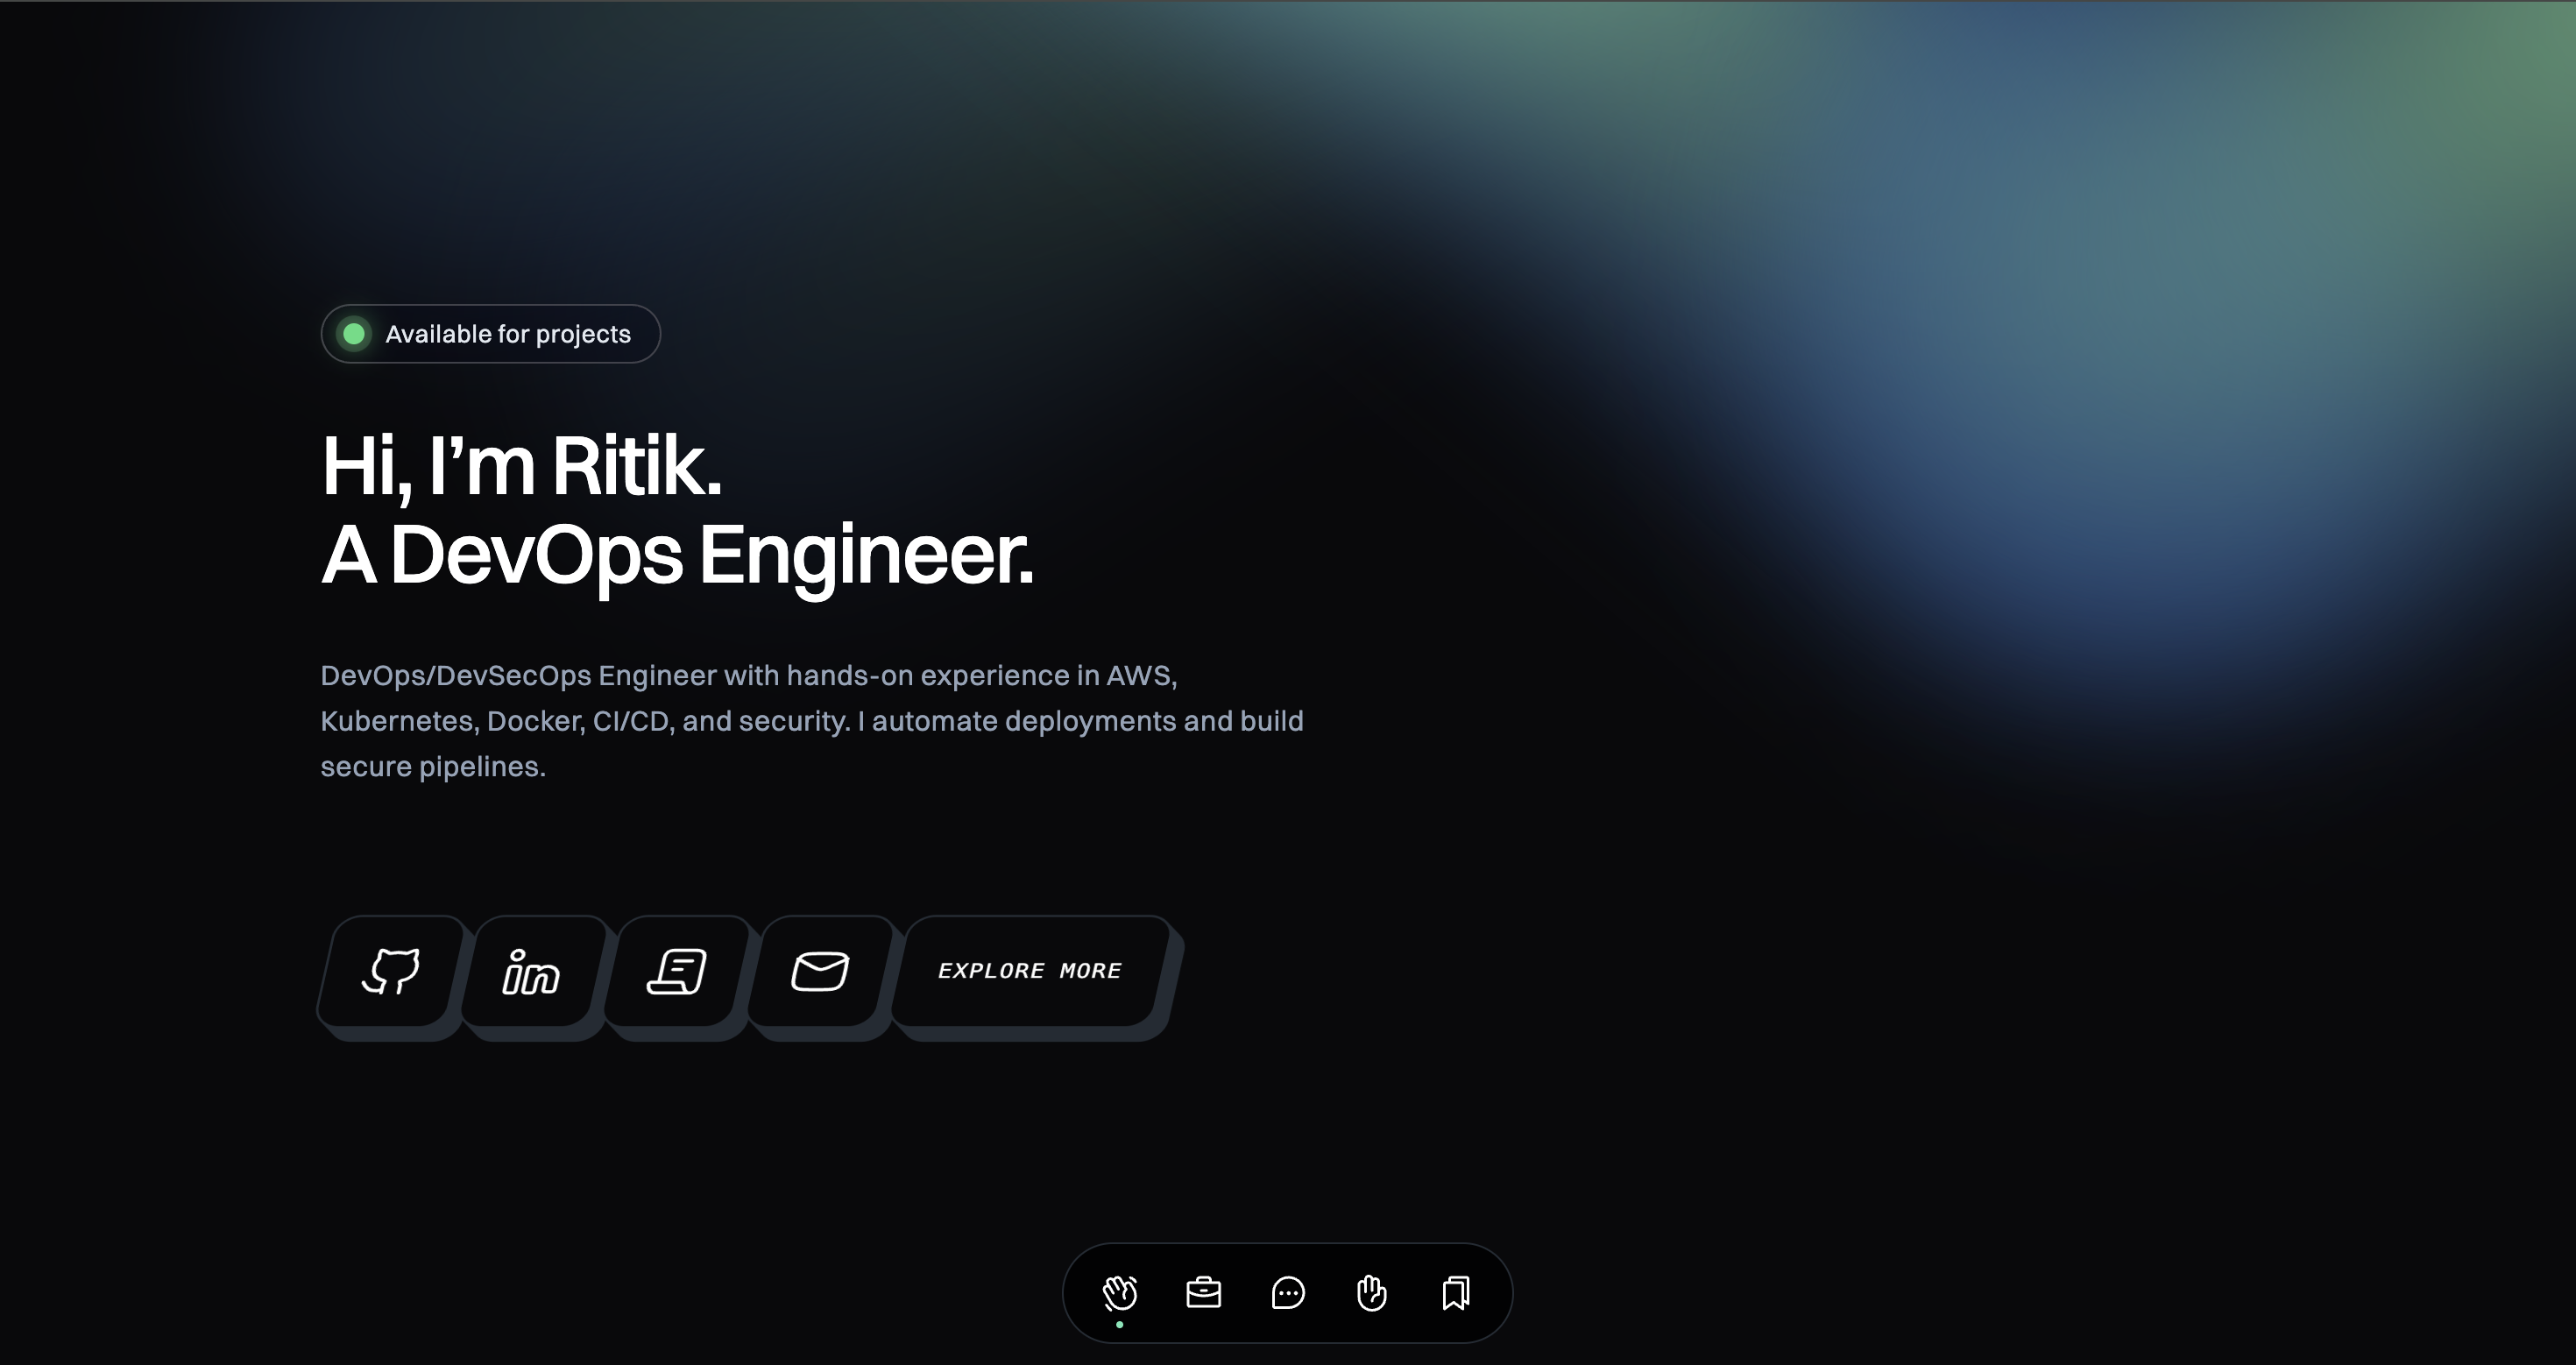 Available for projects
Hi, I’m Ritik.
A DevOps Engineer.
DevOps/DevSecOps Engineer with hands-on experience in AWS,
Kubernetes, Docker, CI/CD, and security. I automate deployments and build
secure pipelines.
in
EXPLORE MORE